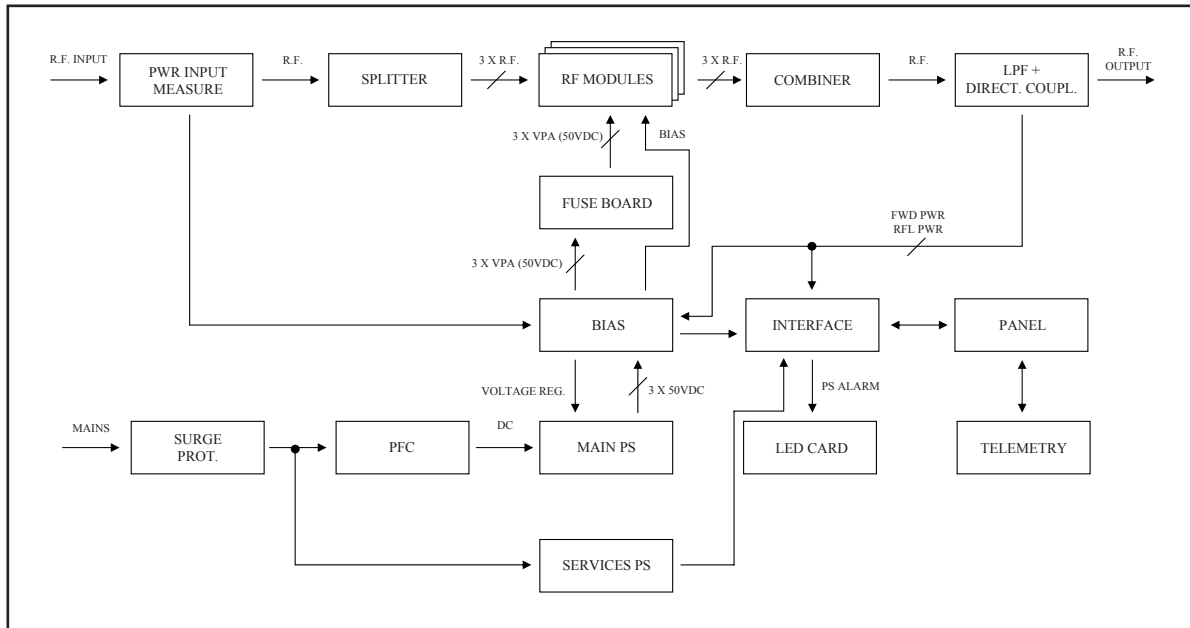 R.F. INPUT
PWR INPUT
MEASURE
R.F.
SPLITTER
3 X R.F.
RF MODULES
3 X R.F.
COMBINER
R.F.
LPF +
DIRECT. COUPL.
R.F.
OUTPUT
3 X VPA (50VDC)
BIAS
FUSE BOARD
FWD PWR
RFL PWR
3 X VPA (50VDC)
BIAS
INTERFACE
PANEL
VOLTAGE REG.
3 X 50VDC
PS ALARM
MAINS
SURGE
PROT.
PFC
DC
MAIN PS
LED CARD
TELEMETRY
SERVICES PS